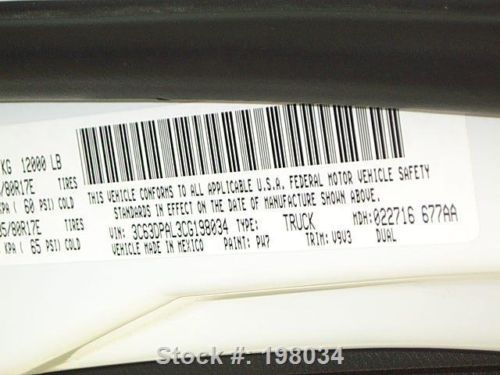 KG 12000 LB
/80R17E TIRES
KPA ( 60 PSI) COLD
5/80R17E TIRES
KPA ( 65 PSI) COLD
THIS VEHICLE CONFORMS TO ALL APPLICABLE U.S.A. FEDERAL MOTOR VEHICLE SAFETY
STANDARDS IN EFFECT ON THE DATE OF MANUFACTURE SHOWN ABOVE.
VIN: 3C63DPAL3CG198034 TYPE: TRUCK MDH: 022716 677AA
VEHICLE MADE IN MEXICO PAINT: PW7 TRIM: V9V3 DUAL
Stock #: 198034